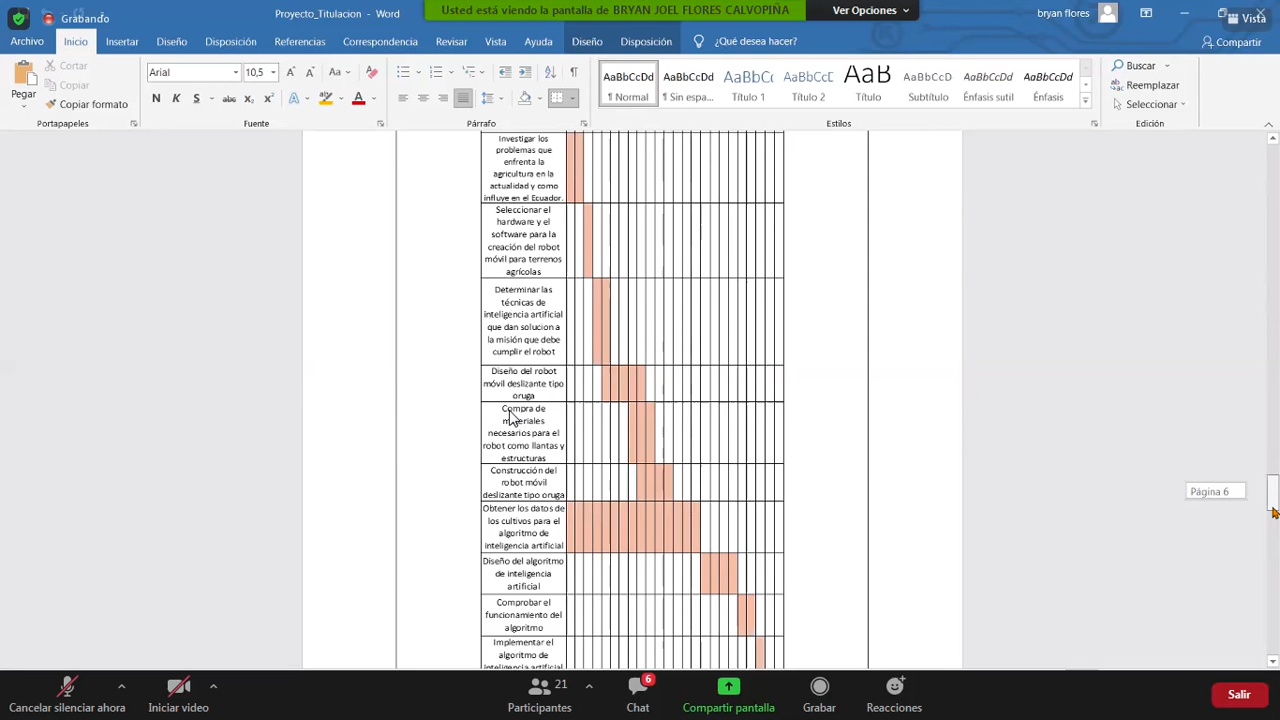 Grabando
Proyecto_Titulacion - Word
Usted está viendo la pantalla de BRYAN JOEL FLORES CALVOPIÑA
Ver Opciones
bryan flores
Vista
Archivo Inicio Insertar Diseño Disposición Referencias Correspondencia Revisar Vista Ayuda Diseño Disposición ¿Qué desea hacer? Compartir
Pegar
Cortar
Copiar
Copiar formato
Portapapeles
Arial 10,5
N K S abc x₂ x²
Fuente
Párrafo
AaBbCcDd AaBbCcDd AaBbCc AaBbCcD AaB AaBbCcD AaBbCcDd AaBbCcDd
¶ Normal ¶ Sin espa... Título 1 Título 2 Título Subtítulo Énfasis sutil Énfasis
Estilos
Buscar
Reemplazar
Seleccionar
Edición
Investigar los
problemas que
enfrenta la
agricultura en la
actualidad y como
influye en el Ecuador.
Seleccionar el
hardware y el
software para la
creación del robot
móvil para terrenos
agrícolas
Determinar las
técnicas de
inteligencia artificial
que dan solucion a
la misión que debe
cumplir el robot
Diseño del robot
móvil deslizante tipo
oruga
Compra de
materiales
necesarios para el
robot como llantas y
estructuras
Construcción del
robot móvil
deslizante tipo oruga
Obtener los datos de
los cultivos para el
algoritmo de
inteligencia artificial
Diseño del algoritmo
de inteligencia
artificial
Comprobar el
funcionamiento del
algoritmo
Implementar el
algoritmo de
inteligencia artificial
Página 6
Cancelar silenciar ahora
Iniciar video
21
Participantes
6
Chat
Compartir pantalla
Grabar
Reacciones
Salir